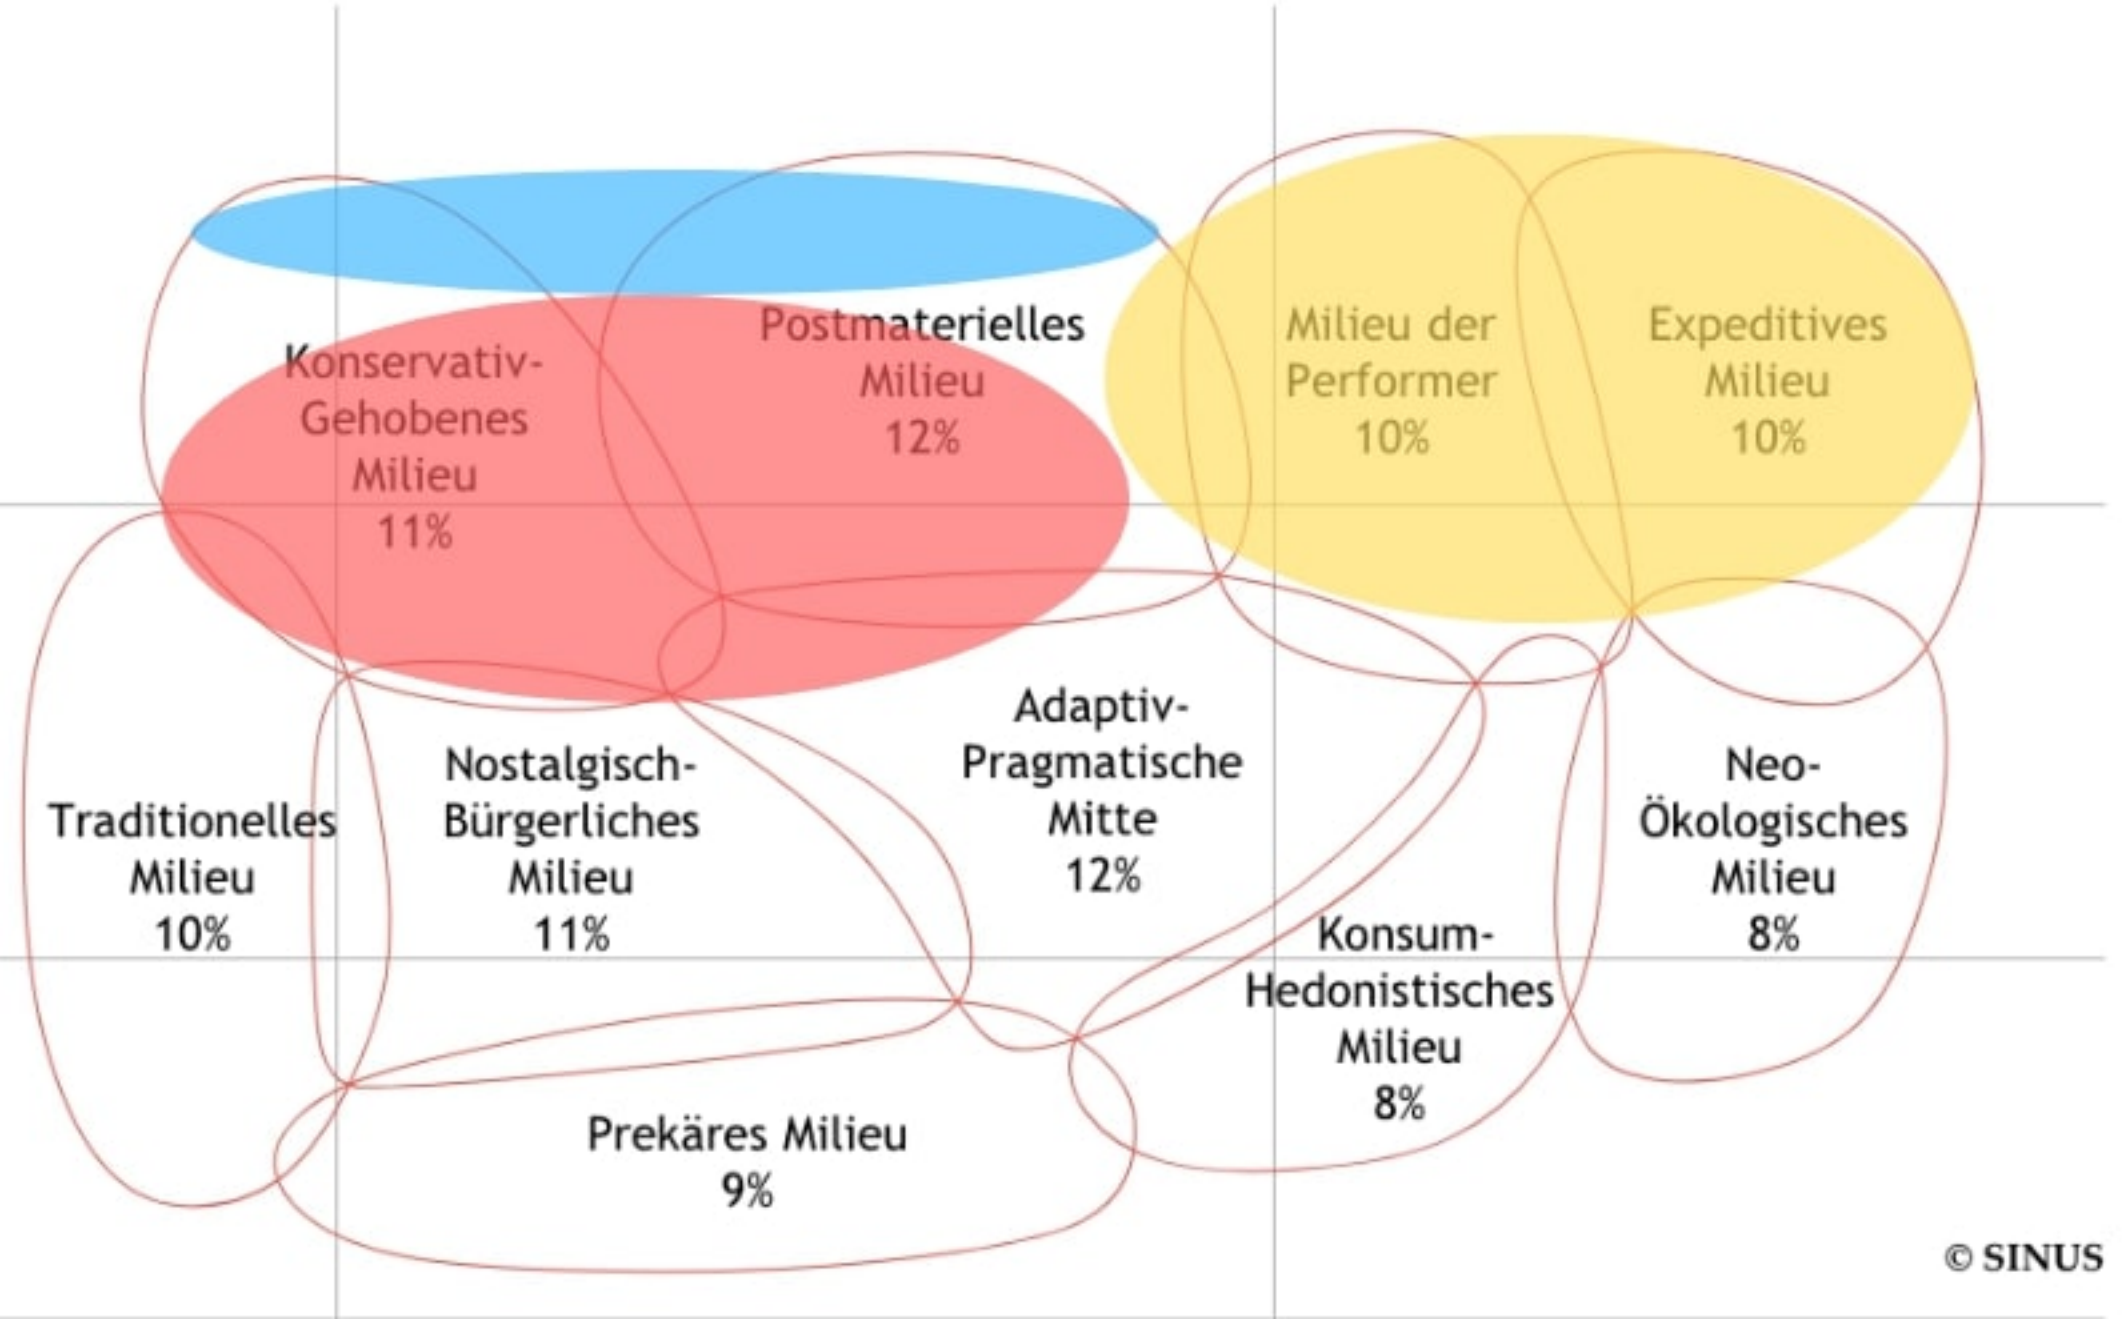 Konservativ-
Gehobenes
Milieu
11%
Postmaterielles
Milieu
12%
Milieu der
Performer
10%
Expeditives
Milieu
10%
Traditionelles
Milieu
10%
Nostalgisch-
Bürgerliches
Milieu
11%
Adaptiv-
Pragmatische
Mitte
12%
Konsum-
Hedonistisches
Milieu
8%
Neo-
Ökologisches
Milieu
8%
Prekäres Milieu
9%
© SINUS